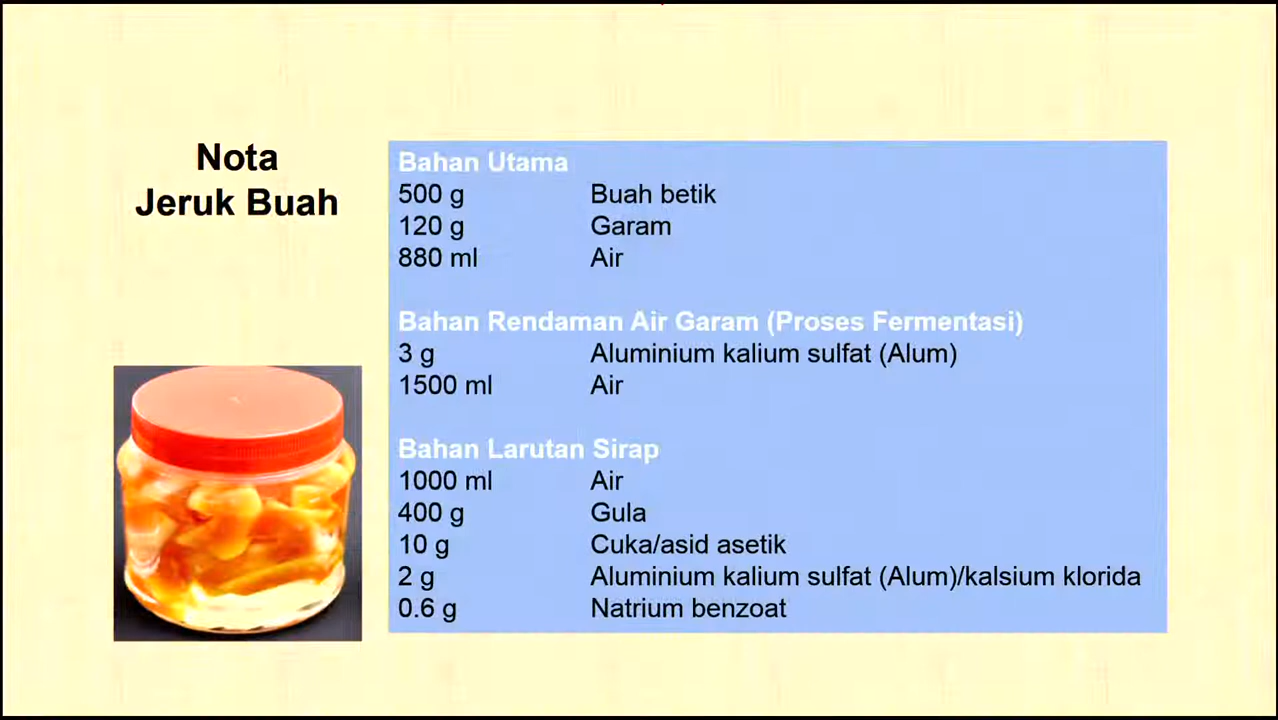 Nota
Jeruk Buah
Bahan Utama
500 g Buah betik
120 g Garam
880 ml Air
Bahan Rendaman Air Garam (Proses Fermentasi)
3 g Aluminium kalium sulfat (Alum)
1500 ml Air
Bahan Larutan Sirap
1000 ml Air
400 g Gula
10 g Cuka/asid asetik
2 g Aluminium kalium sulfat (Alum)/kalsium klorida
0.6 g Natrium benzoat